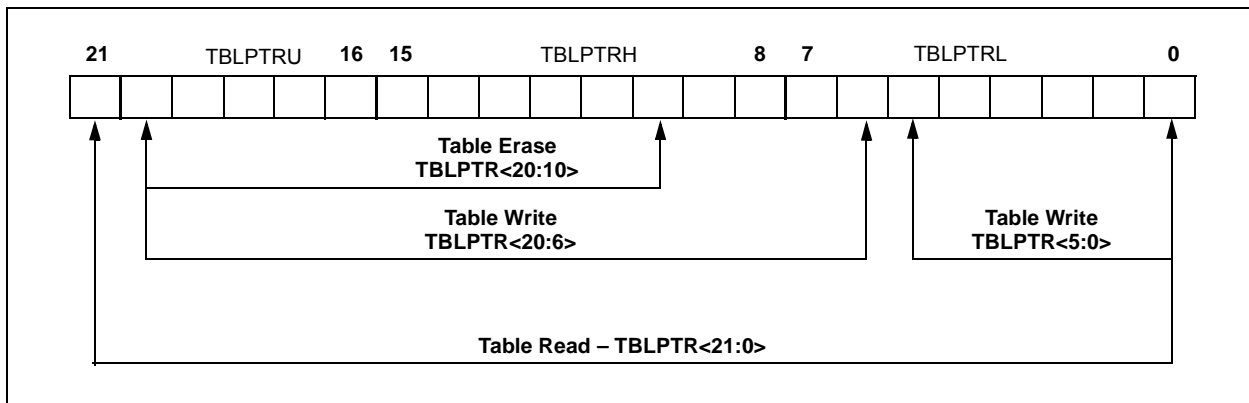 21 TBLPTRU 16 15 TBLPTRH 8 7 TBLPTRL 0
Table Erase
TBLPTR<20:10>
Table Write
TBLPTR<20:6>
Table Write
TBLPTR<5:0>
Table Read – TBLPTR<21:0>